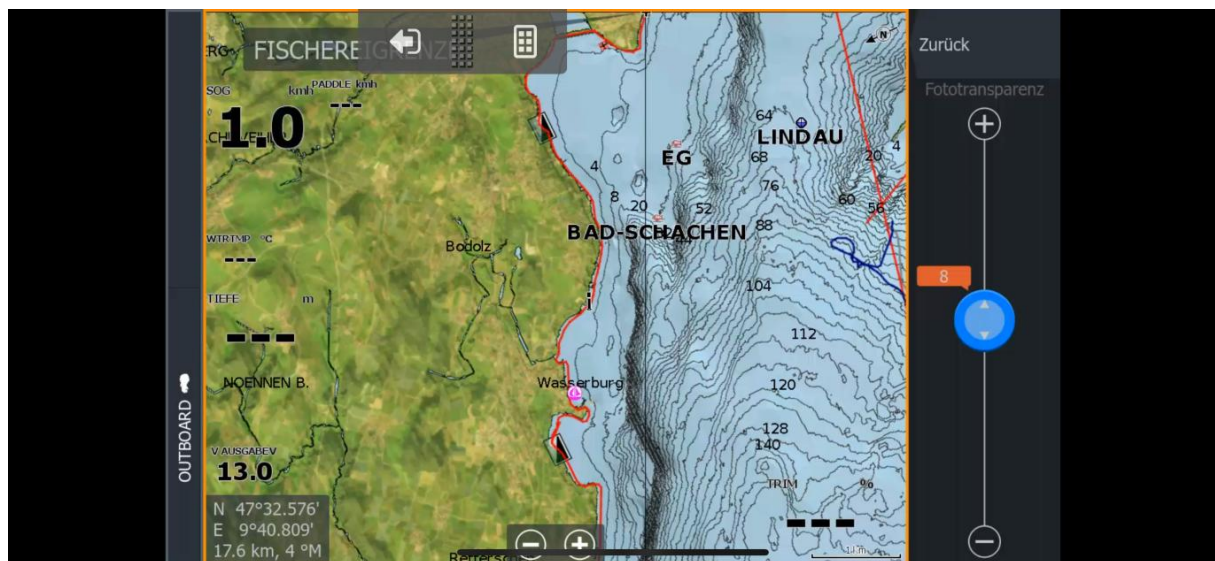 FISCHEREIGRENZE
Zurück
Fototransparenz
SOG kmh
PADDLE kmh
---
1.0
N
64
LINDAU
EG
68
20
4
4
76
8
20
52
60
56
BAD-SCHACHEN
88
WTRTMP °C
---
Bodolz
8
104
TIEFE m
---
i
112
OUTBOARD
NOENNEN B.
Wasserburg
120
128
140
V AUSGABE V
13.0
TRIM %
---
N 47°32.576'
E 9°40.809'
17.6 km, 4 °M